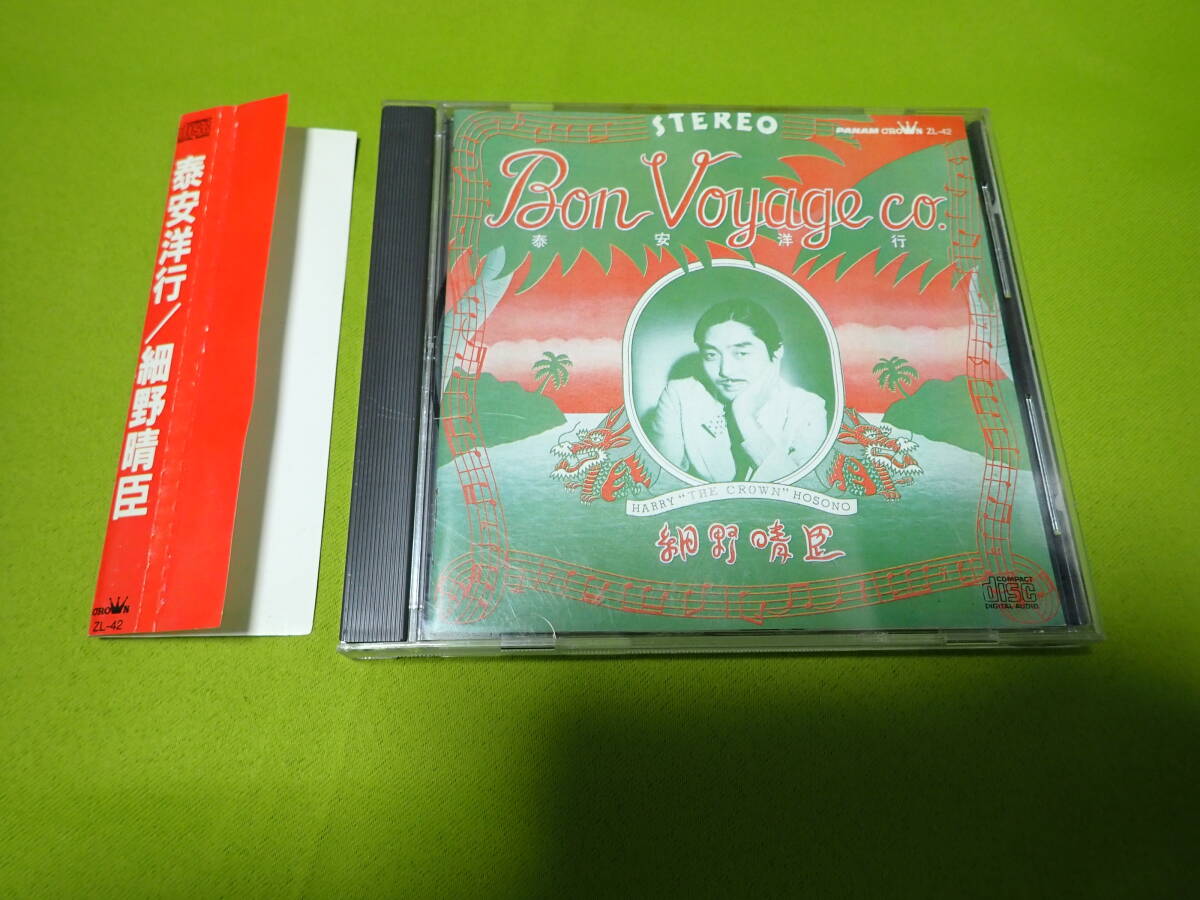 泰安洋行/細野晴臣
CROWN
ZL-42
STEREO
PANAM CROWN ZL-42
Bon Voyage co.
泰安洋行
HARRY "THE CROWN" HOSONO
細野晴臣
COMPACT
disc
DIGITAL AUDIO